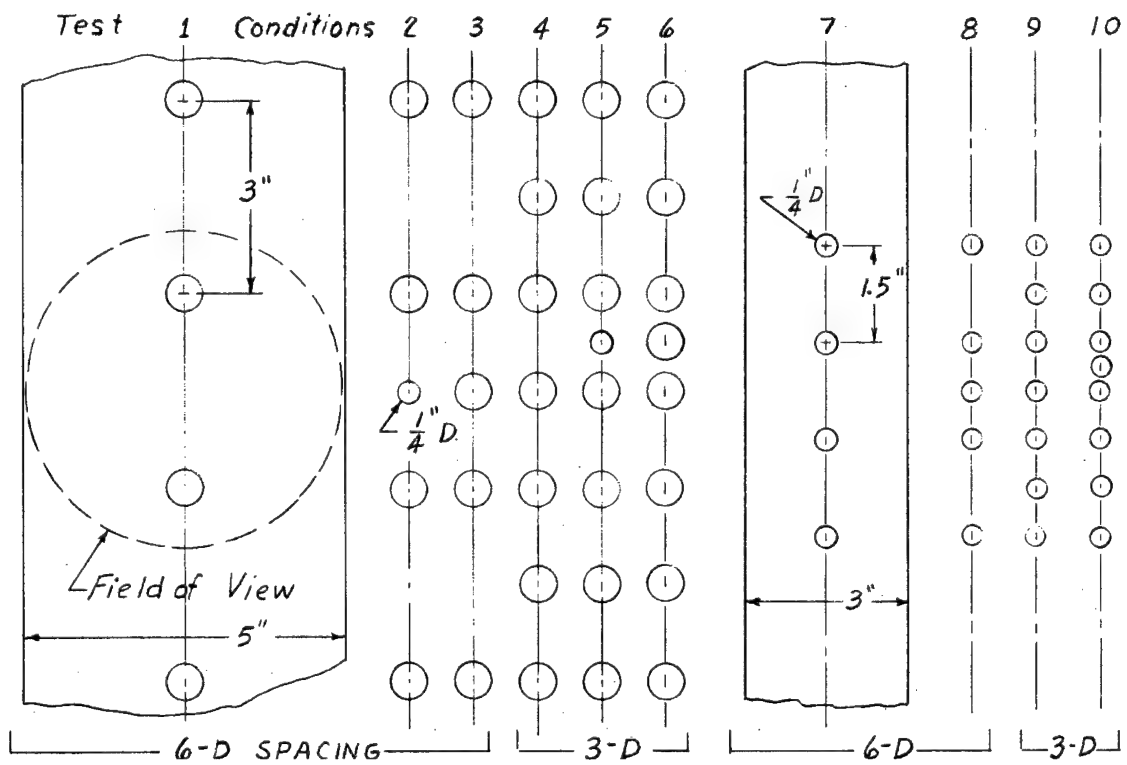 Test 1 Conditions 2 3 4 5 6 7 8 9 10
3"
1/4" D
1.5"
1/4" D.
Field of View
5"
3"
6-D SPACING 3-D 6-D 3-D